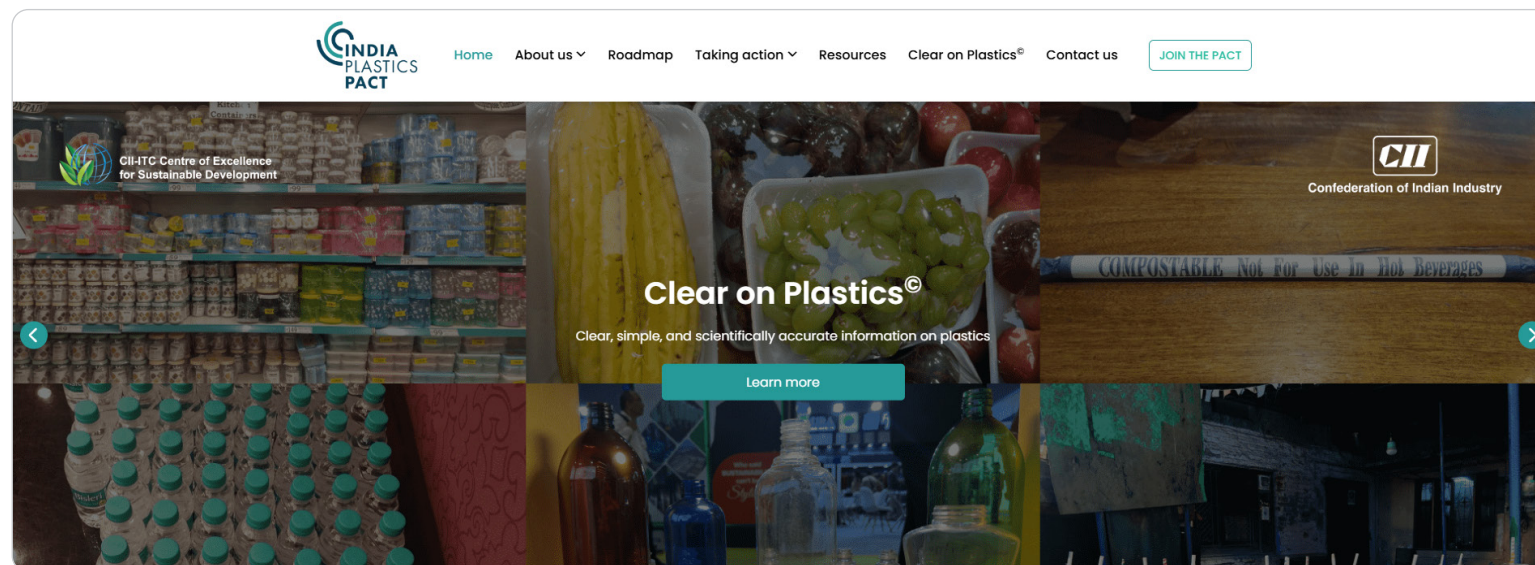 INDIA
PLASTICS
PACT
Home About us Roadmap Taking action Resources Clear on Plastics© Contact us JOIN THE PACT
Kitchen
Containers
CII-ITC Centre of Excellence
for Sustainable Development
CII
Confederation of Indian Industry
COMPOSTABLE Not For Use In Hot Beverages
Clear on Plastics©
Clear, simple, and scientifically accurate information on plastics
Learn more